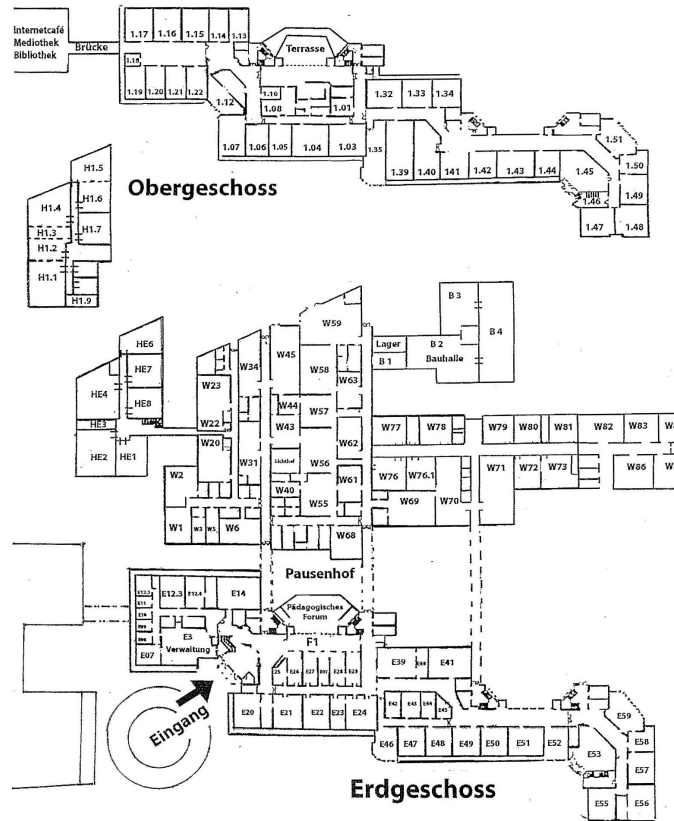 Internetcafé
Mediothek
Bibliothek
Brücke
1.17 1.16 1.15 1.14 1.13
Terrasse
1.18
1.19 1.20 1.21 1.22
1.12
1.10
1.08
1.01
1.32 1.33 1.34
1.07 1.06 1.05 1.04 1.03
1.35
1.39 1.40 141 1.42 1.43 1.44 1.45
1.51
1.50
1.49
1.46
1.47 1.48
Obergeschoss
H1.5
H1.4 H1.6
H1.3 H1.7
H1.2
H1.1
H1.9
B 3
W59
B 4
HE6
W34 W45
Lager B 2
B 1 Bauhalle
HE7
W58
W23
W63
HE4 HE8
W44 W57
W22
W43
W77 W78 W79 W80 W81 W82 W83
HE3
W20
W62
HE2 HE1
Lichthof W56
W2 W31
W76 W76.1 W71 W72 W73 W86
W61
W40
W55
W69 W70
W1 W3 W5 W6
W68
Pausenhof
E12.3 E12.4 E14
E11
Pädagogisches
Forum
E3
Verwaltung
F1
E07
E39 E41
E25 E26 E27 E28 E29
Eingang
E20 E21 E22 E23 E24
E42 E43 E44 E45
E46 E47 E48 E49 E50 E51 E52
E59
E53 E58
E57
E55 E56
Erdgeschoss